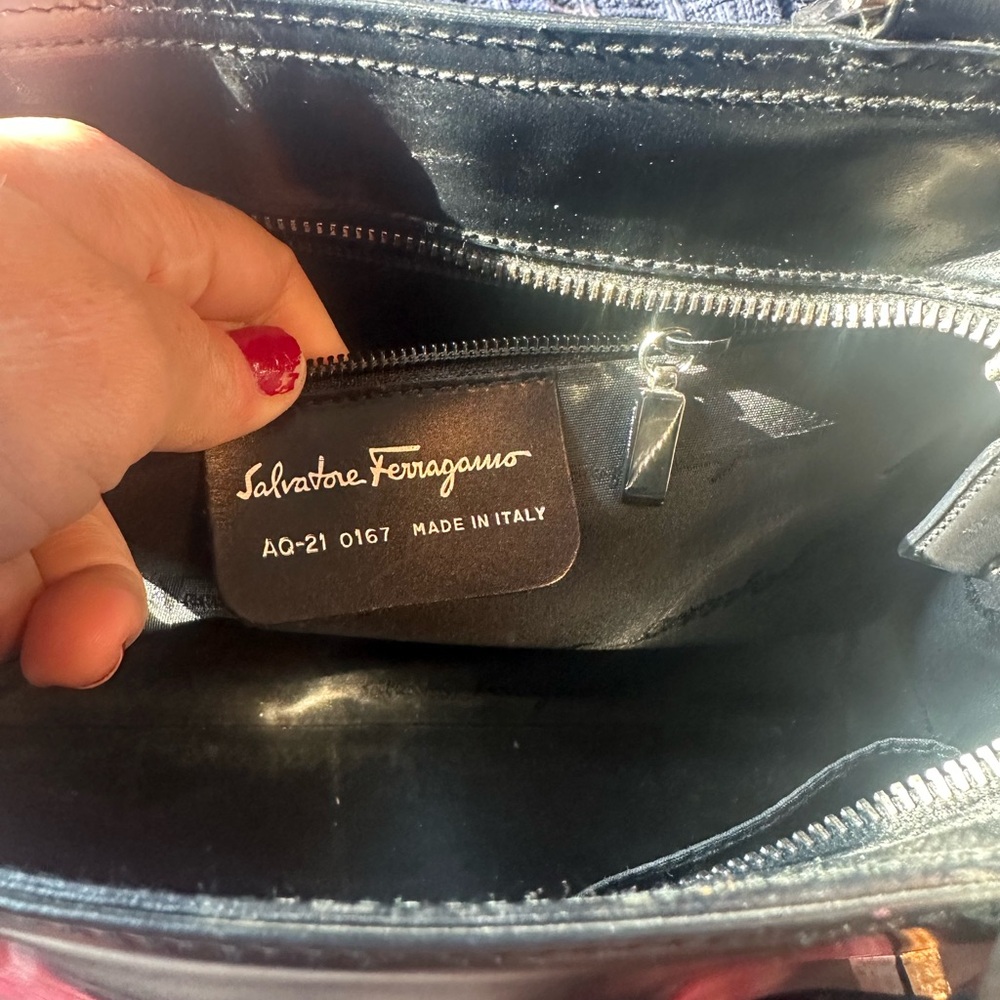 Salvatore Ferragamo
AQ-21 0167 MADE IN ITALY